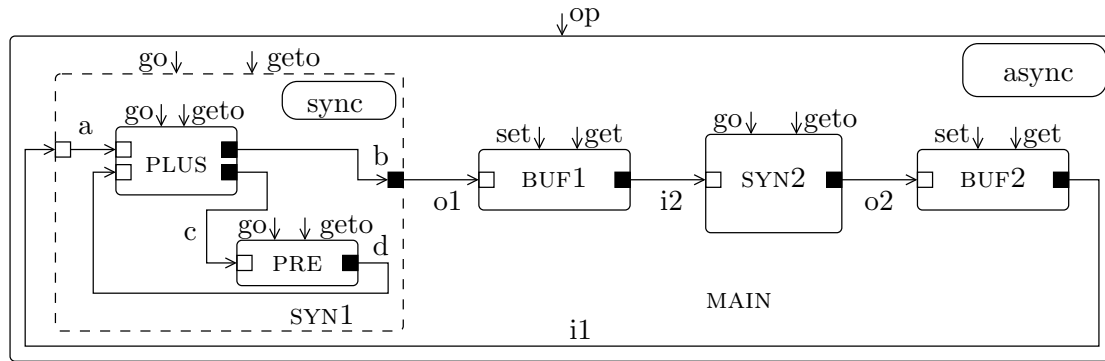 op
go geto
async
sync
go geto
a
PLUS
b
set get
BUF1
go geto
SYN2
set get
BUF2
o1
i2
o2
c
go geto
d
PRE
SYN1
MAIN
i1